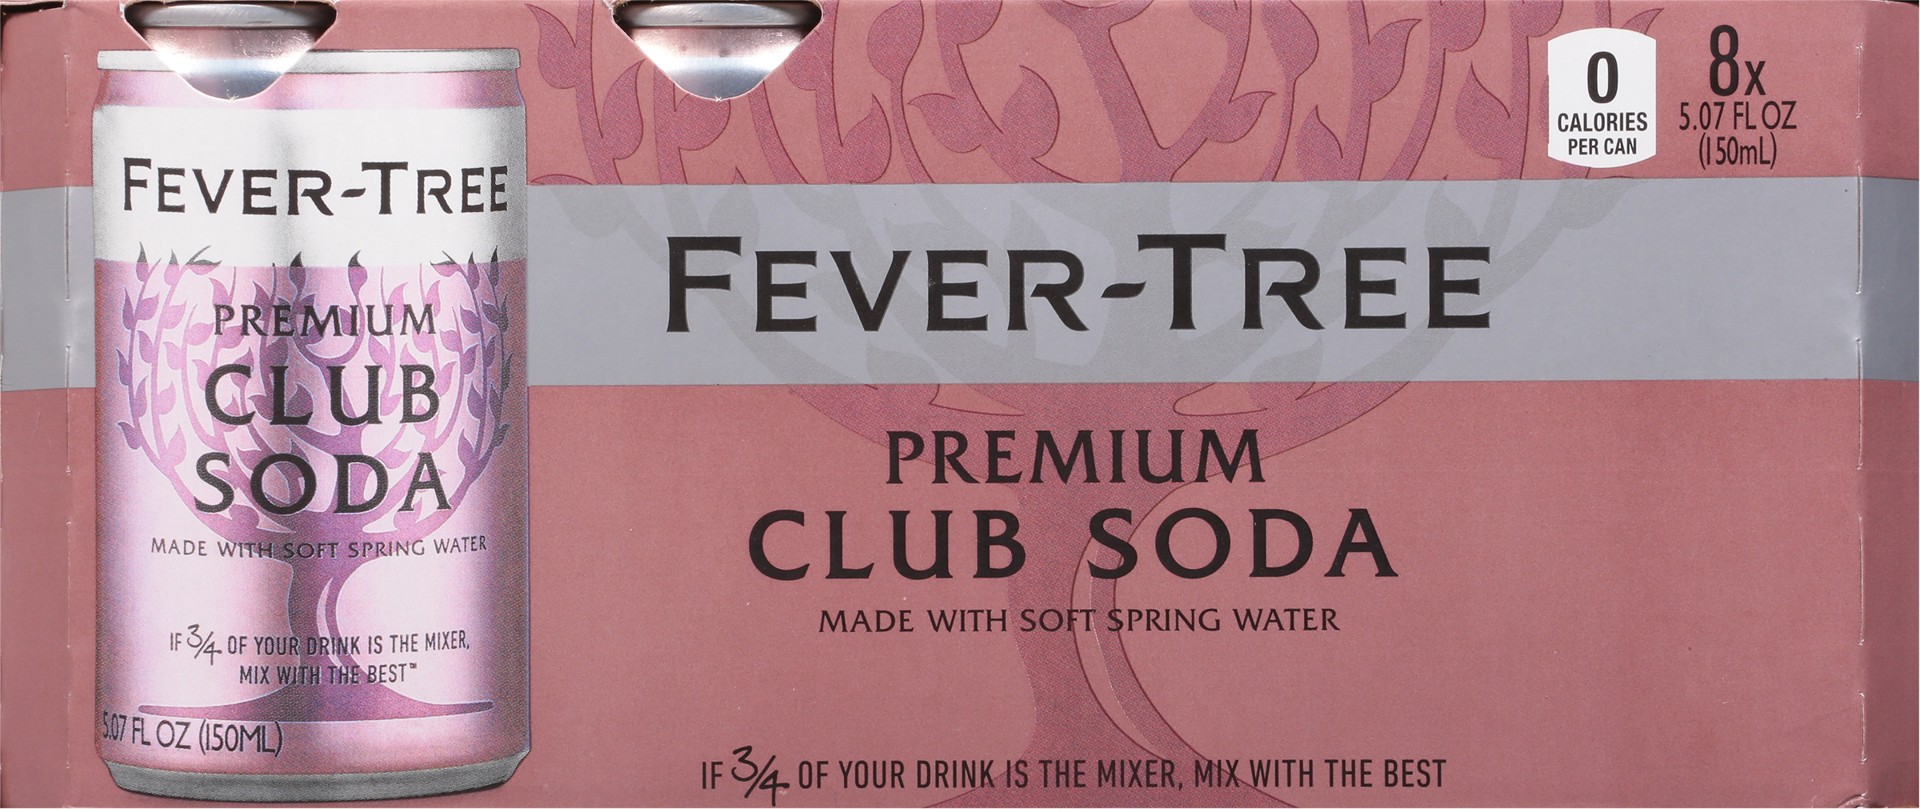 FEVER-TREE
PREMIUM
CLUB
SODA
MADE WITH SOFT SPRING WATER
IF 3/4 OF YOUR DRINK IS THE MIXER,
MIX WITH THE BEST™
5.07 FL OZ (150ML)
0
CALORIES
PER CAN
8x
5.07 FL OZ
(150mL)
FEVER-TREE
PREMIUM
CLUB SODA
MADE WITH SOFT SPRING WATER
IF 3/4 OF YOUR DRINK IS THE MIXER, MIX WITH THE BEST